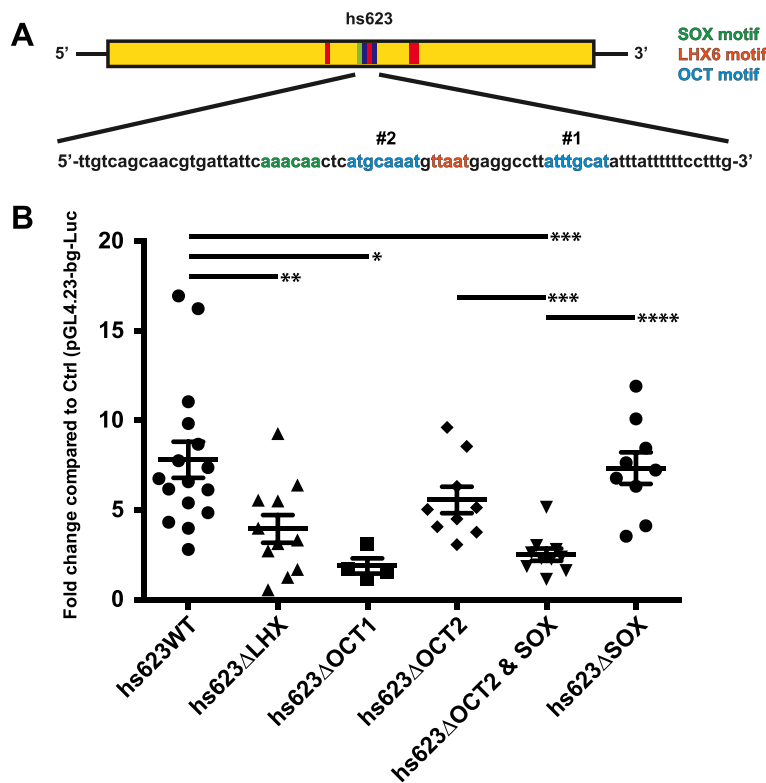 A
hs623
5’
3’
SOX motif
LHX6 motif
OCT motif
#2
#1
5’-ttgtcagcaacgtgattattcaaacaactcatgcaaatgttaatgaggccttatttgcatatttattttttcctttg-3’
B
Fold change compared to Ctrl (pGL4.23-bg-Luc
20
15
10
5
0
***
*
**
***
****
hs623WT
hs623ΔLHX
hs623ΔOCT1
hs623ΔOCT2
hs623ΔOCT2 & SOX
hs623ΔSOX